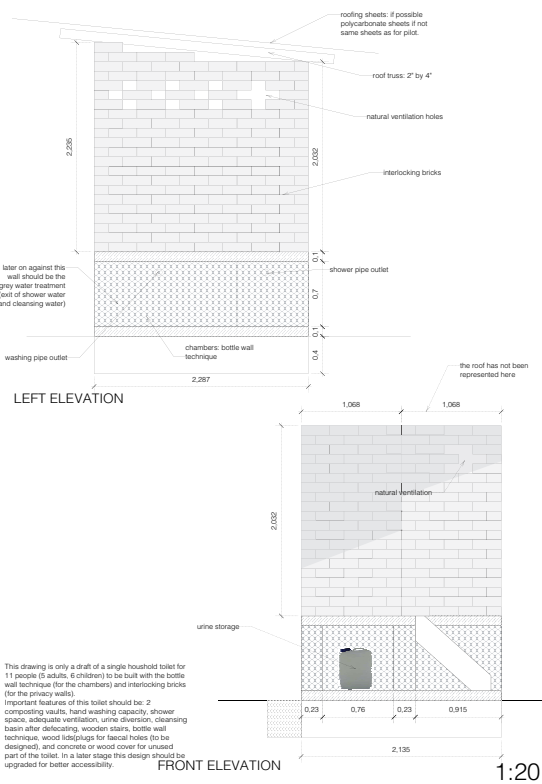 roofing sheets: if possible
polycarbonate sheets if not
same sheets as for pilot.
roof truss: 2" by 4"
natural ventilation holes
2,235
2,032
interlocking bricks
later on against this
wall should be the
grey water treatment
(exit of shower water
and cleansing water)
0,1
shower pipe outlet
0,7
0,1
washing pipe outlet
chambers: bottle wall
technique
0,4
2,287
LEFT ELEVATION
the roof has not been
represented here
1,068
1,068
natural ventilation
2,032
urine storage
0,23
0,76
0,23
0,915
2,135
This drawing is only a draft of a single houshold toilet for
11 people (5 adults, 6 children) to be built with the bottle
wall technique (for the chambers) and interlocking bricks
(for the privacy walls).
Important features of this toilet should be: 2
composting vaults, hand washing capacity, shower
space, adequate ventilation, urine diversion, cleansing
basin after defecating, wooden stairs, bottle wall
technique, wood lids(plugs for faecal holes (to be
designed), and concrete or wood cover for unused
part of the toilet. In a later stage this design should be
upgraded for better accessibility.
FRONT ELEVATION
1:20